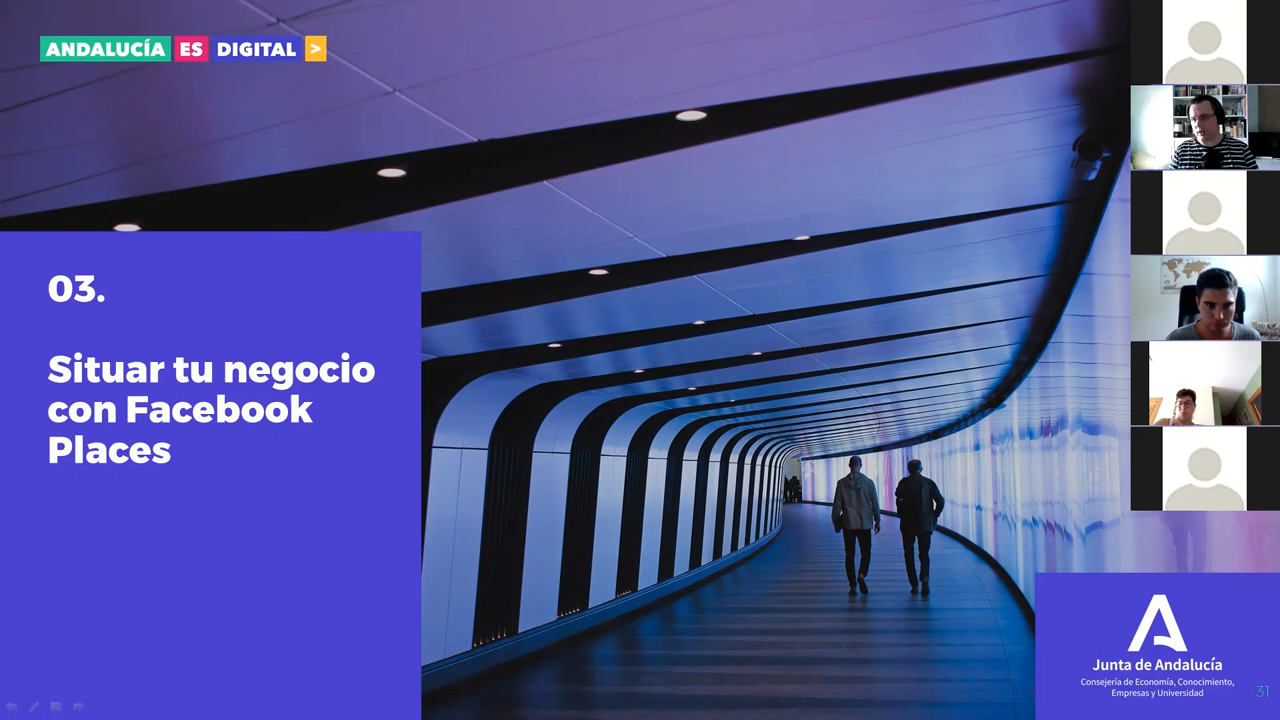 ANDALUCÍA ES DIGITAL >
03.
Situar tu negocio
con Facebook
Places
Junta de Andalucía
Consejería de Economía, Conocimiento,
Empresas y Universidad
31